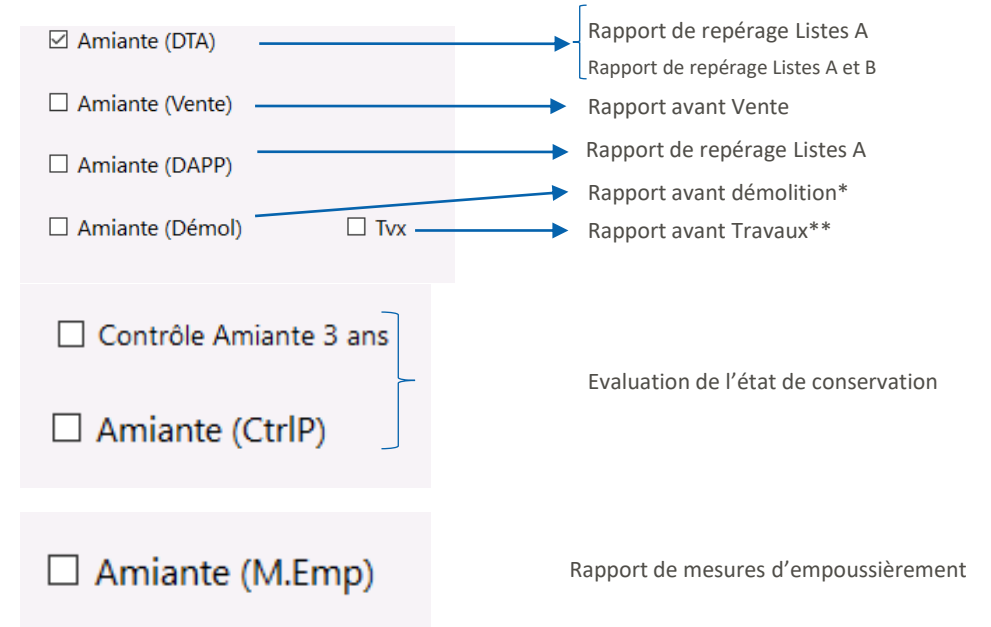 Amiante (DTA)
Rapport de repérage Listes A
Rapport de repérage Listes A et B
Amiante (Vente)
Rapport avant Vente
Amiante (DAPP)
Rapport de repérage Listes A
Rapport avant démolition*
Amiante (Démol)
Tvx
Rapport avant Travaux**
Contrôle Amiante 3 ans
Evaluation de l’état de conservation
Amiante (CtrlP)
Amiante (M.Emp)
Rapport de mesures d’empoussièrement